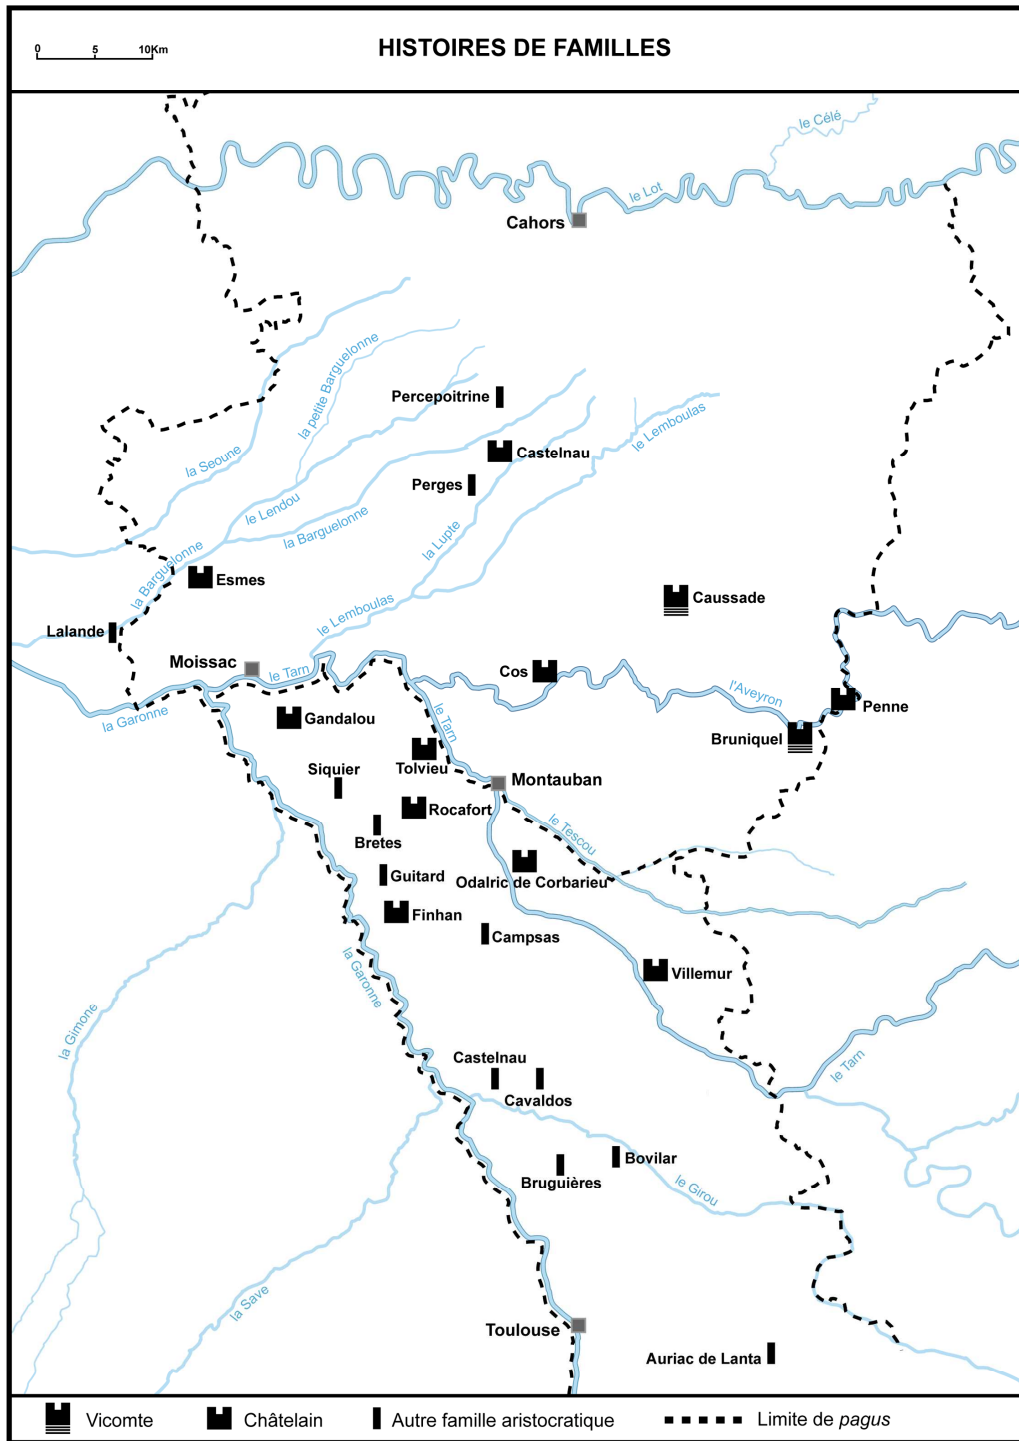 0 5 10Km
HISTOIRES DE FAMILLES
le Célé
le Lot
Cahors
la petite Barguelonne
Percepoitrine
le Lemboulas
la Seoune
Castelnau
Perges
le Lendou
la Barguelonne
la Lupte
la Barguelonne
Esmes
Caussade
le Lemboulas
Lalande
Moissac
le Tarn
Cos
l'Aveyron
Penne
la Garonne
Gandalou
le Tarn
Bruniquel
Tolvieu
Siquier
Montauban
Rocafort
le Tescou
Bretes
Guitard
Odalric de Corbarieu
Finhan
Campsas
la Garonne
Villemur
la Gimone
Castelnau
le Tarn
Cavaldos
Bovilar
Bruguières
le Girou
la Save
Toulouse
Auriac de Lanta
Vicomte
Châtelain
Autre famille aristocratique
Limite de pagus